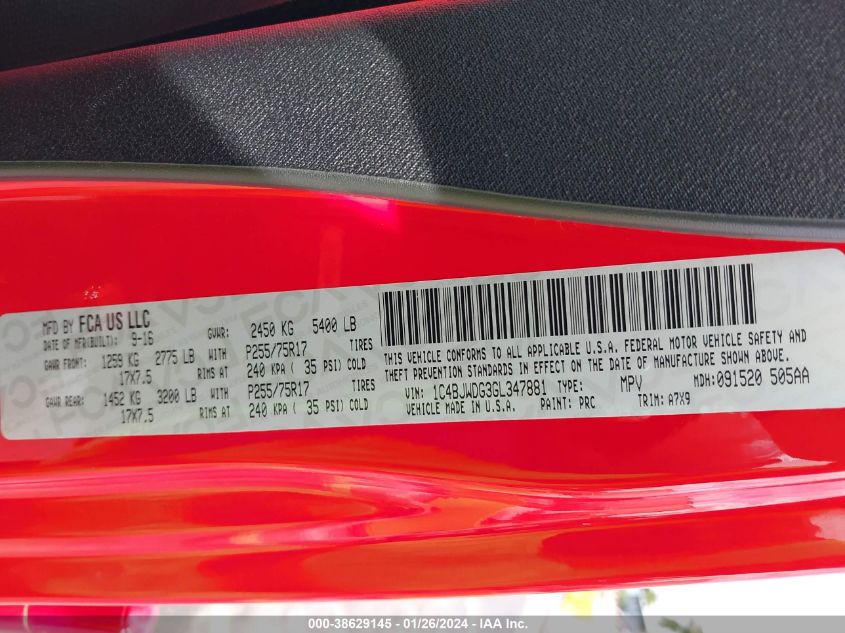 MFD BY FCA US LLC
DATE OF MFR(BUILT): 9-16 GVWR: 2450 KG 5400 LB
GAWR FRONT: 1259 KG 2775 LB WITH P255/75R17 TIRES
17X7.5 RIMS AT 240 KPA ( 35 PSI) COLD
GAWR REAR: 1452 KG 3200 LB WITH P255/75R17 TIRES
17X7.5 RIMS AT 240 KPA ( 35 PSI) COLD
THIS VEHICLE CONFORMS TO ALL APPLICABLE U.S.A. FEDERAL MOTOR VEHICLE SAFETY AND
THEFT PREVENTION STANDARDS IN EFFECT ON THE DATE OF MANUFACTURE SHOWN ABOVE.
VIN: 1C4BJWDG3GL347881 TYPE: MPV MDH: 091520 505AA
VEHICLE MADE IN U.S.A. PAINT: PRC TRIM: A7X9
000-38629145 - 01/26/2024 - IAA Inc.